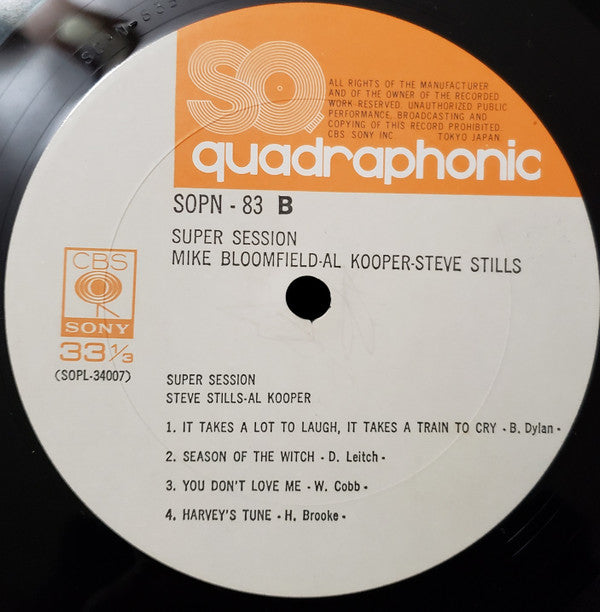 SQ
ALL RIGHTS OF THE MANUFACTURER
AND OF THE OWNER OF THE RECORDED
WORK RESERVED. UNAUTHORIZED PUBLIC
PERFORMANCE, BROADCASTING AND
COPYING OF THIS RECORD PROHIBITED.
CBS SONY INC. TOKYO JAPAN.
quadraphonic
SOPN - 83 B
SUPER SESSION
MIKE BLOOMFIELD-AL KOOPER-STEVE STILLS
CBS
SONY
33 1/3
(SOPL-34007)
SUPER SESSION
STEVE STILLS-AL KOOPER
1. IT TAKES A LOT TO LAUGH, IT TAKES A TRAIN TO CRY - B. Dylan -
2. SEASON OF THE WITCH - D. Leitch -
3. YOU DON'T LOVE ME - W. Cobb -
4. HARVEY'S TUNE - H. Brooke -